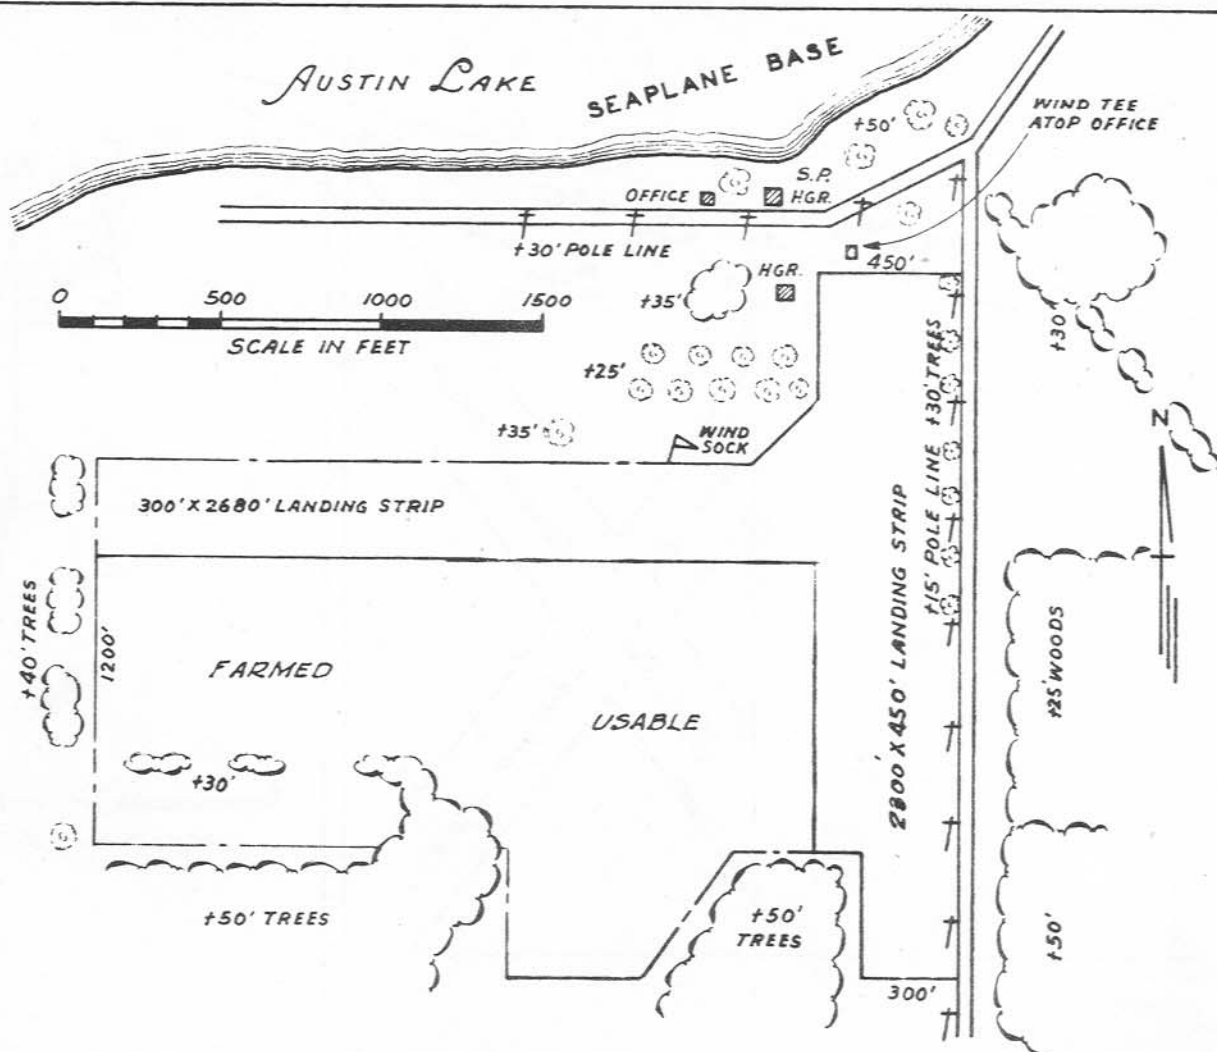 AUSTIN LAKE
SEAPLANE BASE
WIND TEE
ATOP OFFICE
+50'
S.P.
OFFICE
HGR.
+30' POLE LINE
450'
HGR.
+35'
0 500 1000 1500
SCALE IN FEET
+30'
+25'
+35'
WIND
SOCK
N
300' X 2680' LANDING STRIP
+15' POLE LINE +30' TREES
2800' X 450' LANDING STRIP
+40' TREES
1200'
FARMED
USABLE
+25' WOODS
+30'
+50' TREES
+50'
TREES
+50'
300'